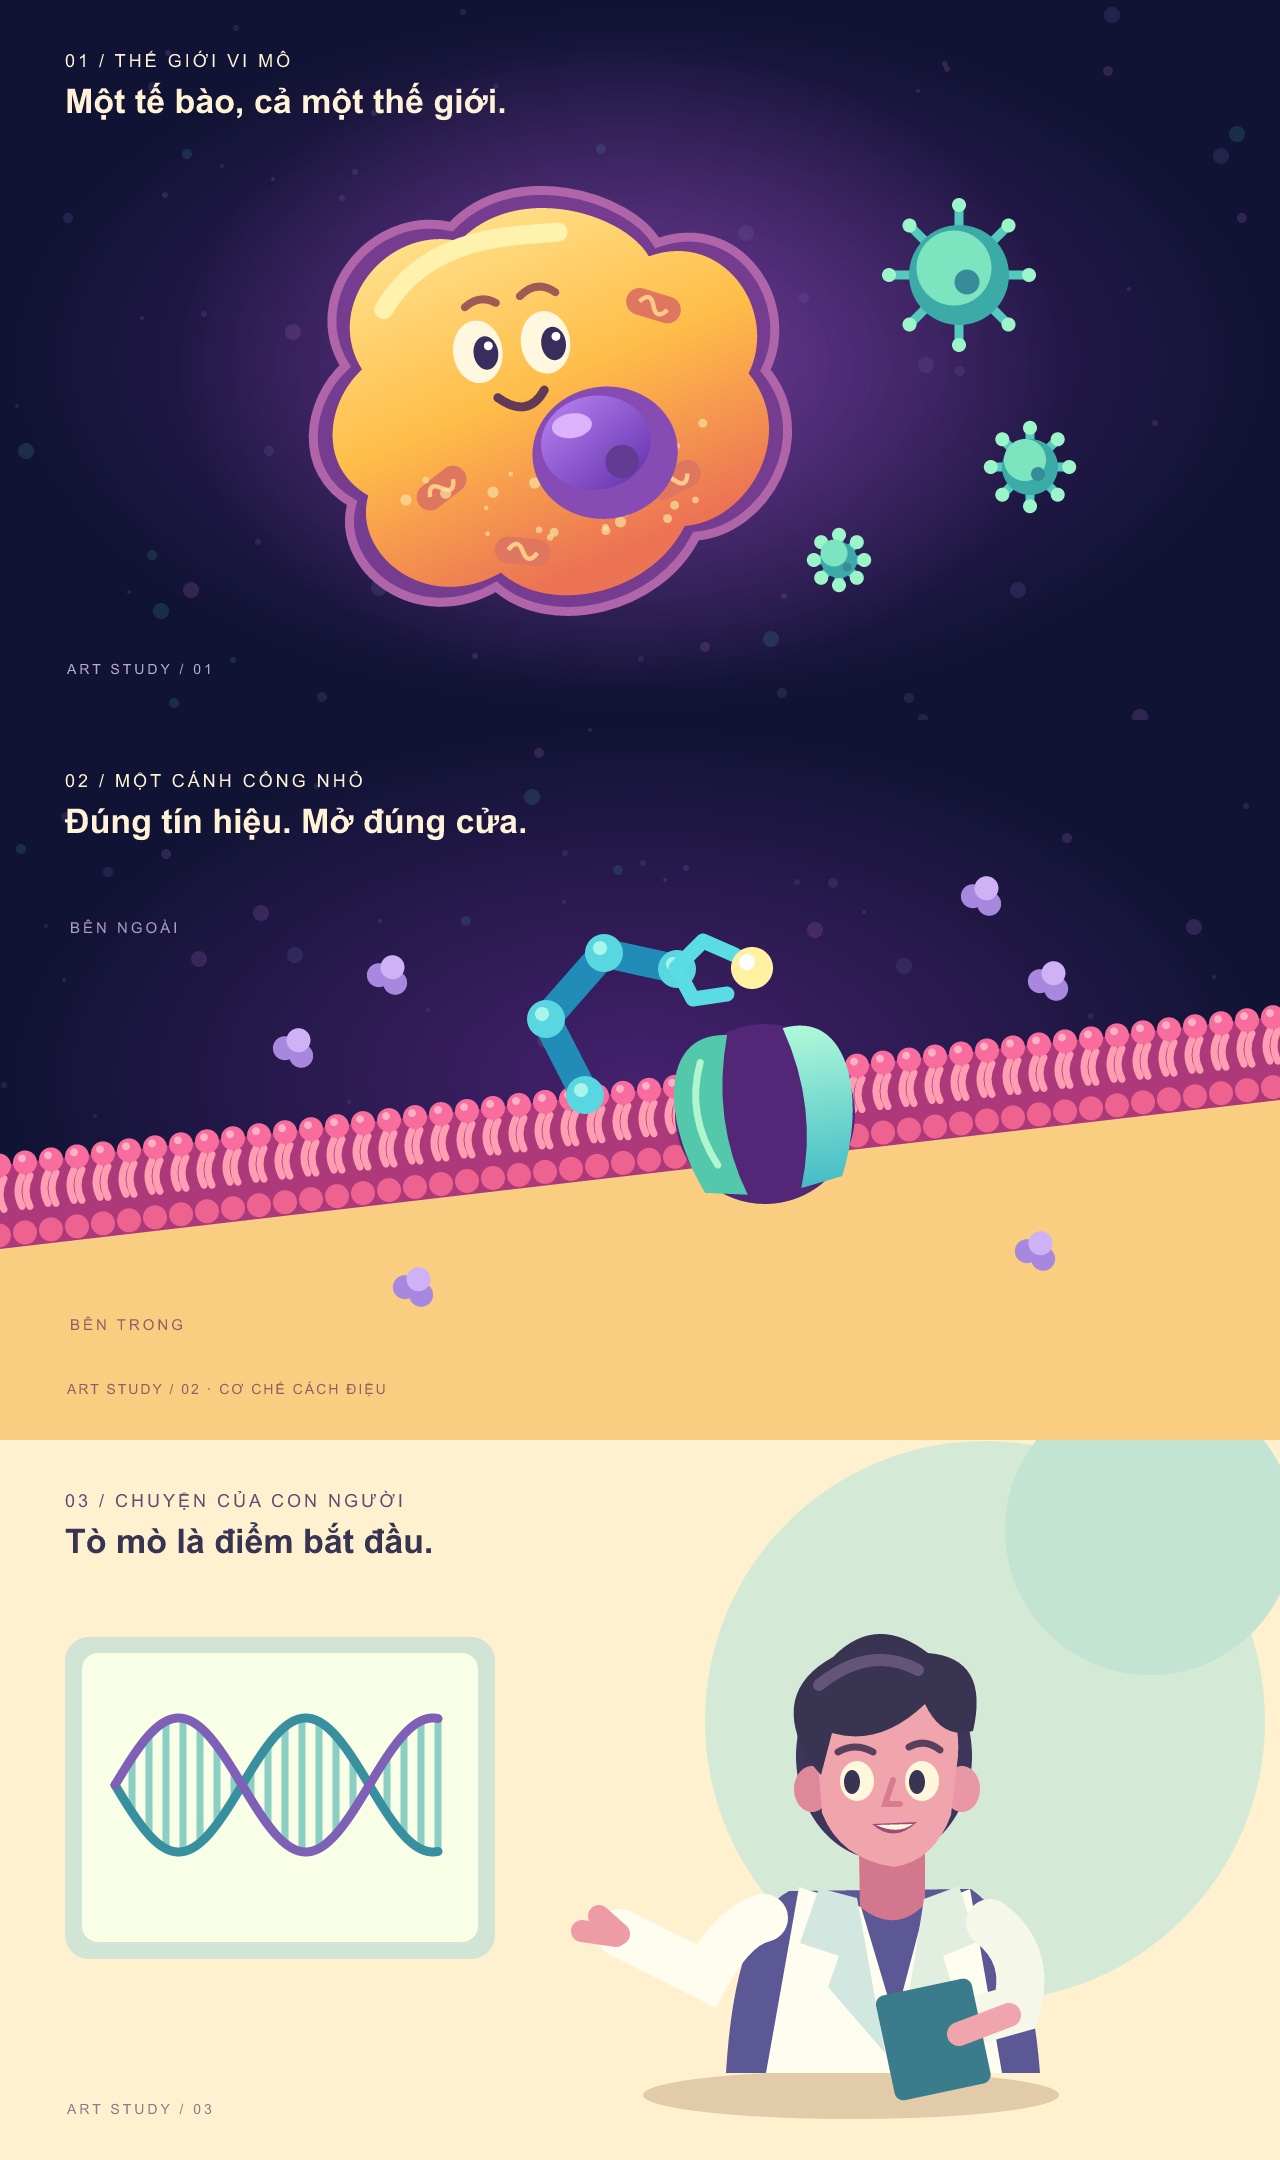 01 / THẾ GIỚI VI MÔ
Một tế bào, cả một thế giới.
ART STUDY / 01
02 / MỘT CÁNH CỔNG NHỎ
Đúng tín hiệu. Mở đúng cửa.
BÊN NGOÀI
BÊN TRONG
ART STUDY / 02 · CƠ CHẾ CÁCH ĐIỆU
03 / CHUYỆN CỦA CON NGƯỜI
Tò mò là điểm bắt đầu.
ART STUDY / 03